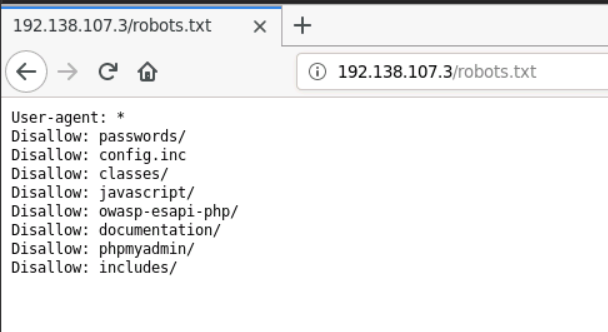 192.138.107.3/robots.txt
192.138.107.3/robots.txt
User-agent: *
Disallow: passwords/
Disallow: config.inc
Disallow: classes/
Disallow: javascript/
Disallow: owasp-esapi-php/
Disallow: documentation/
Disallow: phpmyadmin/
Disallow: includes/